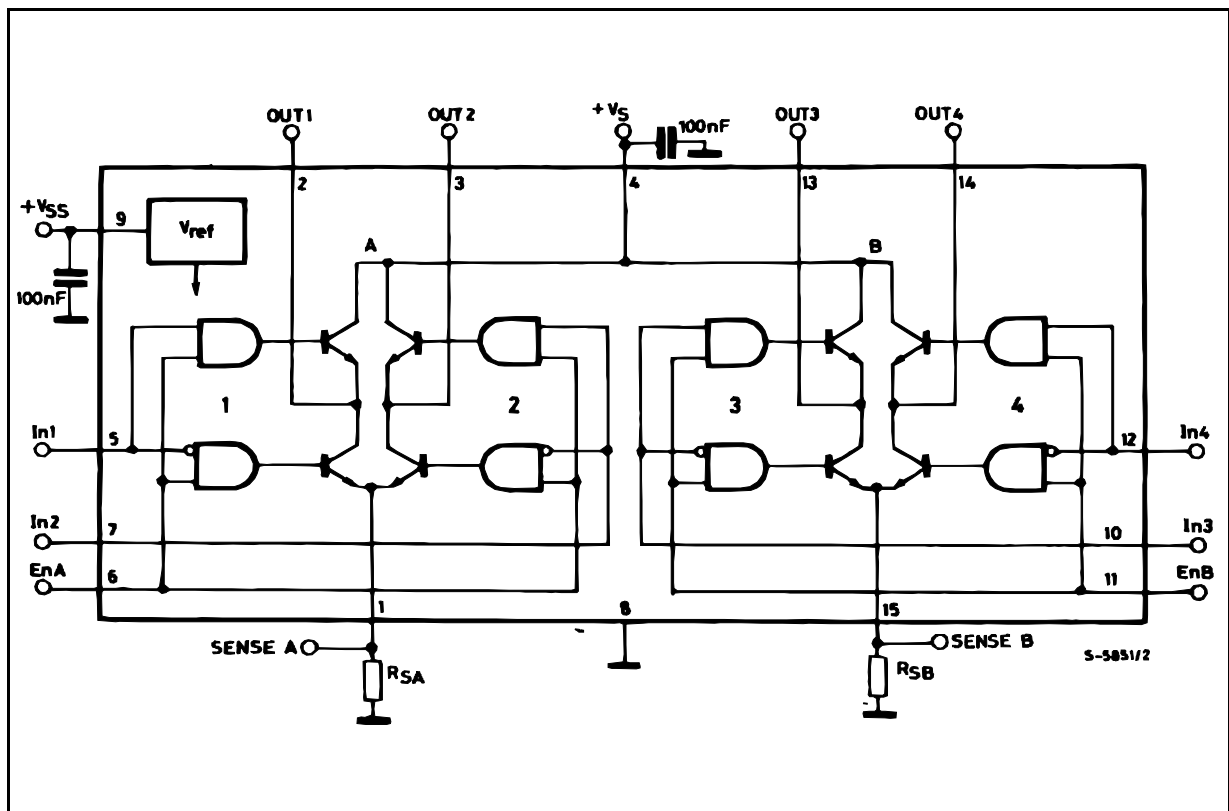 OUT1
OUT2
+VS
100nF
OUT3
OUT4
2
3
4
13
14
+VSS
9
Vref
100nF
A
B
1
2
3
4
In1
5
12
In4
In2
7
10
In3
EnA
6
11
EnB
1
8
15
SENSE A
SENSE B
RSA
RSB
S-5851/2